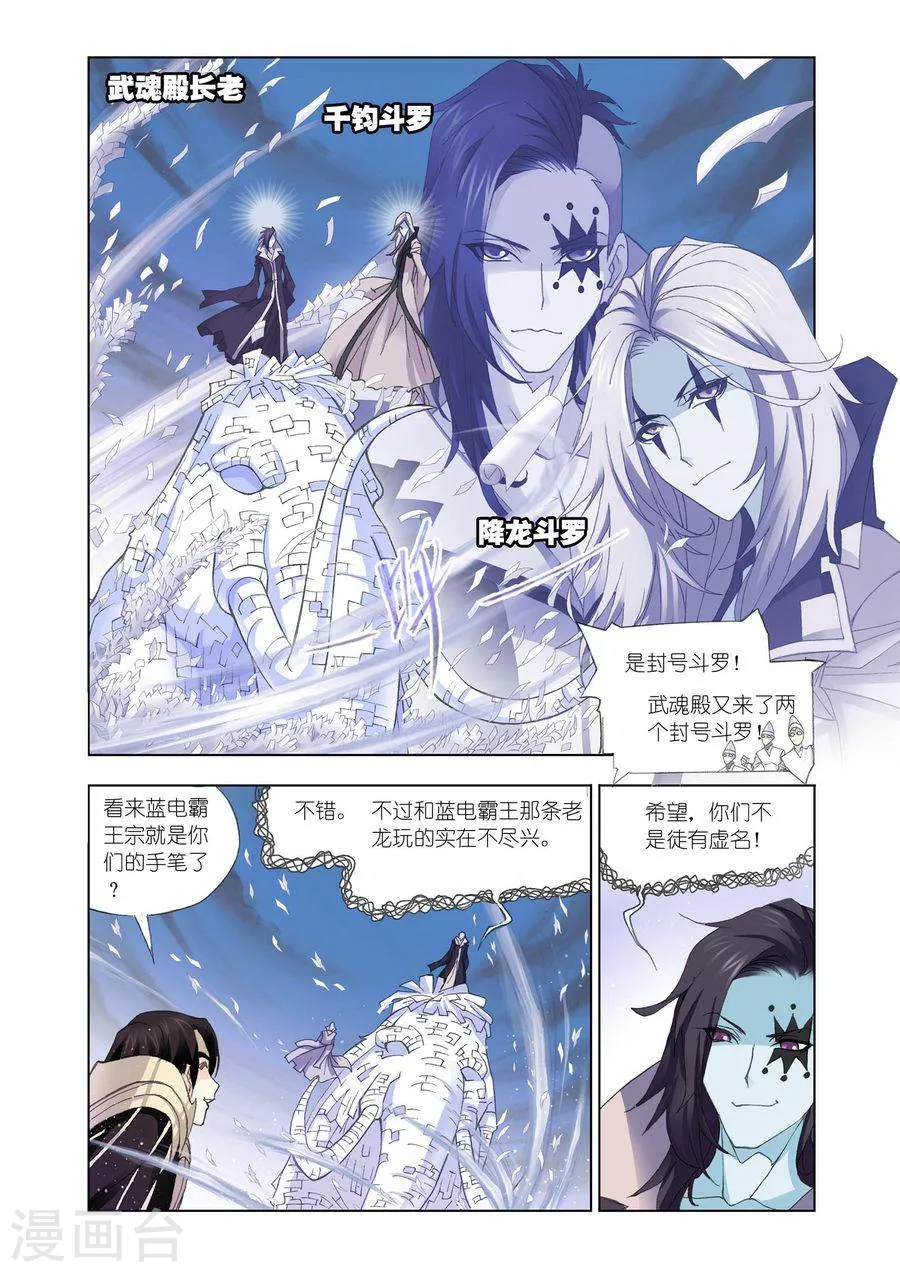 武魂殿长老
千钧斗罗
降龙斗罗
是封号斗罗！
武魂殿又来了两
个封号斗罗！
看来蓝电霸
王宗就是你
们的手笔了
？
不错。 不过和蓝电霸王那条老
龙玩的实在不尽兴。
希望，你们不
是徒有虚名！
漫画台